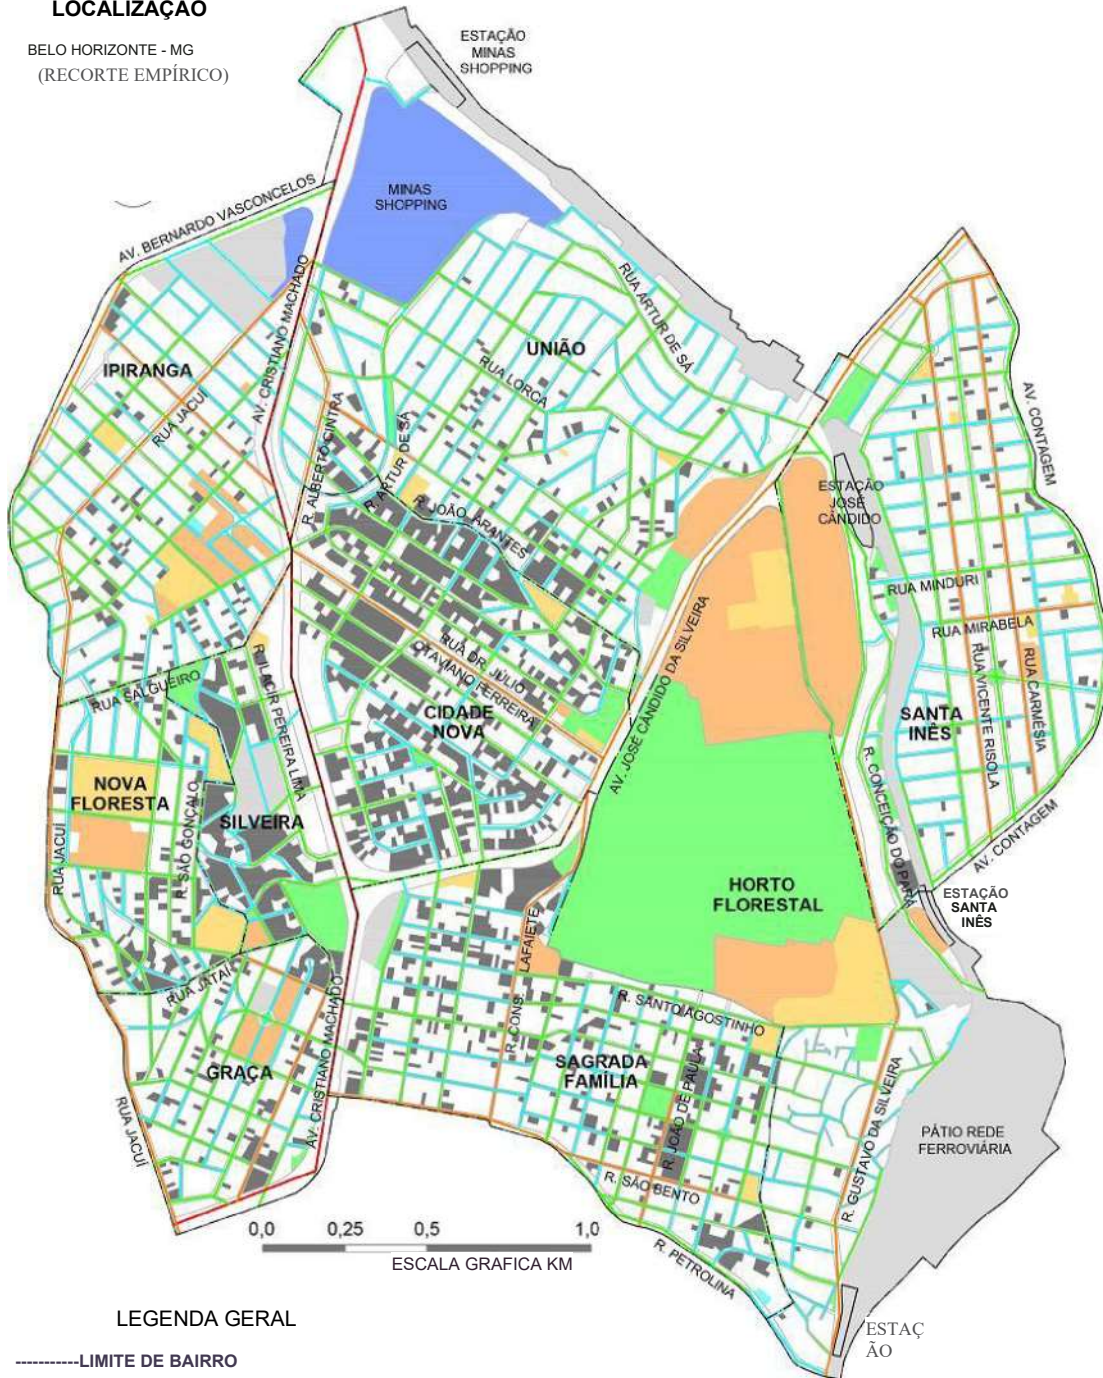 LOCALIZAÇÃO
BELO HORIZONTE - MG
(RECORTE EMPÍRICO)
ESTAÇÃO
MINAS
SHOPPING
MINAS
SHOPPING
AV. BERNARDO VASCONCELOS
AV. CRISTIANO MACHADO
RUA ARTUR DE SÁ
UNIÃO
RUA LORCA
IPIRANGA
RUA JACUÍ
R. ALBERTO CINTRA
R. ARTUR DE SÁ
R. JOÃO ARANTES
AV. CONTAGEM
ESTAÇÃO
JOSÉ
CÂNDIDO
RUA MINDURI
RUA MIRABELA
RUA VICENTE RISOLA
RUA CARMÉSIA
RUA DR. JÚLIO
OTAVIANO FERREIRA
AV. JOSÉ CÂNDIDO DA SILVEIRA
RUA SALGUEIRO
R. ILACIR PEREIRA LIMA
CIDADE
NOVA
SANTA
INÊS
NOVA
FLORESTA
R. SÃO GONÇALO
SILVEIRA
RUA JACUÍ
R. CONCEIÇÃO DO PARÁ
AV. CONTAGEM
HORTO
FLORESTAL
ESTAÇÃO
SANTA
INÊS
R. CONS. LAFAIETE
RUA JATAÍ
R. SANTO AGOSTINHO
GRAÇA
AV. CRISTIANO MACHADO
SAGRADA
FAMÍLIA
R. JOÃO DE PAULA
RUA JACUÍ
R. GUSTAVO DA SILVEIRA
PÁTIO REDE
FERROVIÁRIA
R. SÃO BENTO
R. PETROLINA
0,0 0,25 0,5 1,0
ESCALA GRAFICA KM
LEGENDA GERAL
ESTAÇ
ÃO
-----------LIMITE DE BAIRRO